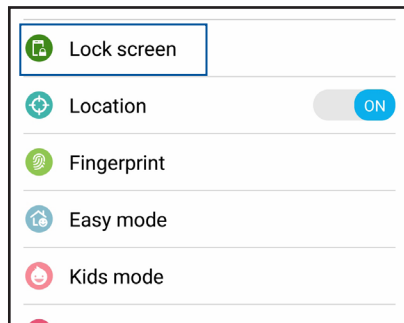 Lock screen
Location
ON
Fingerprint
Easy mode
Kids mode